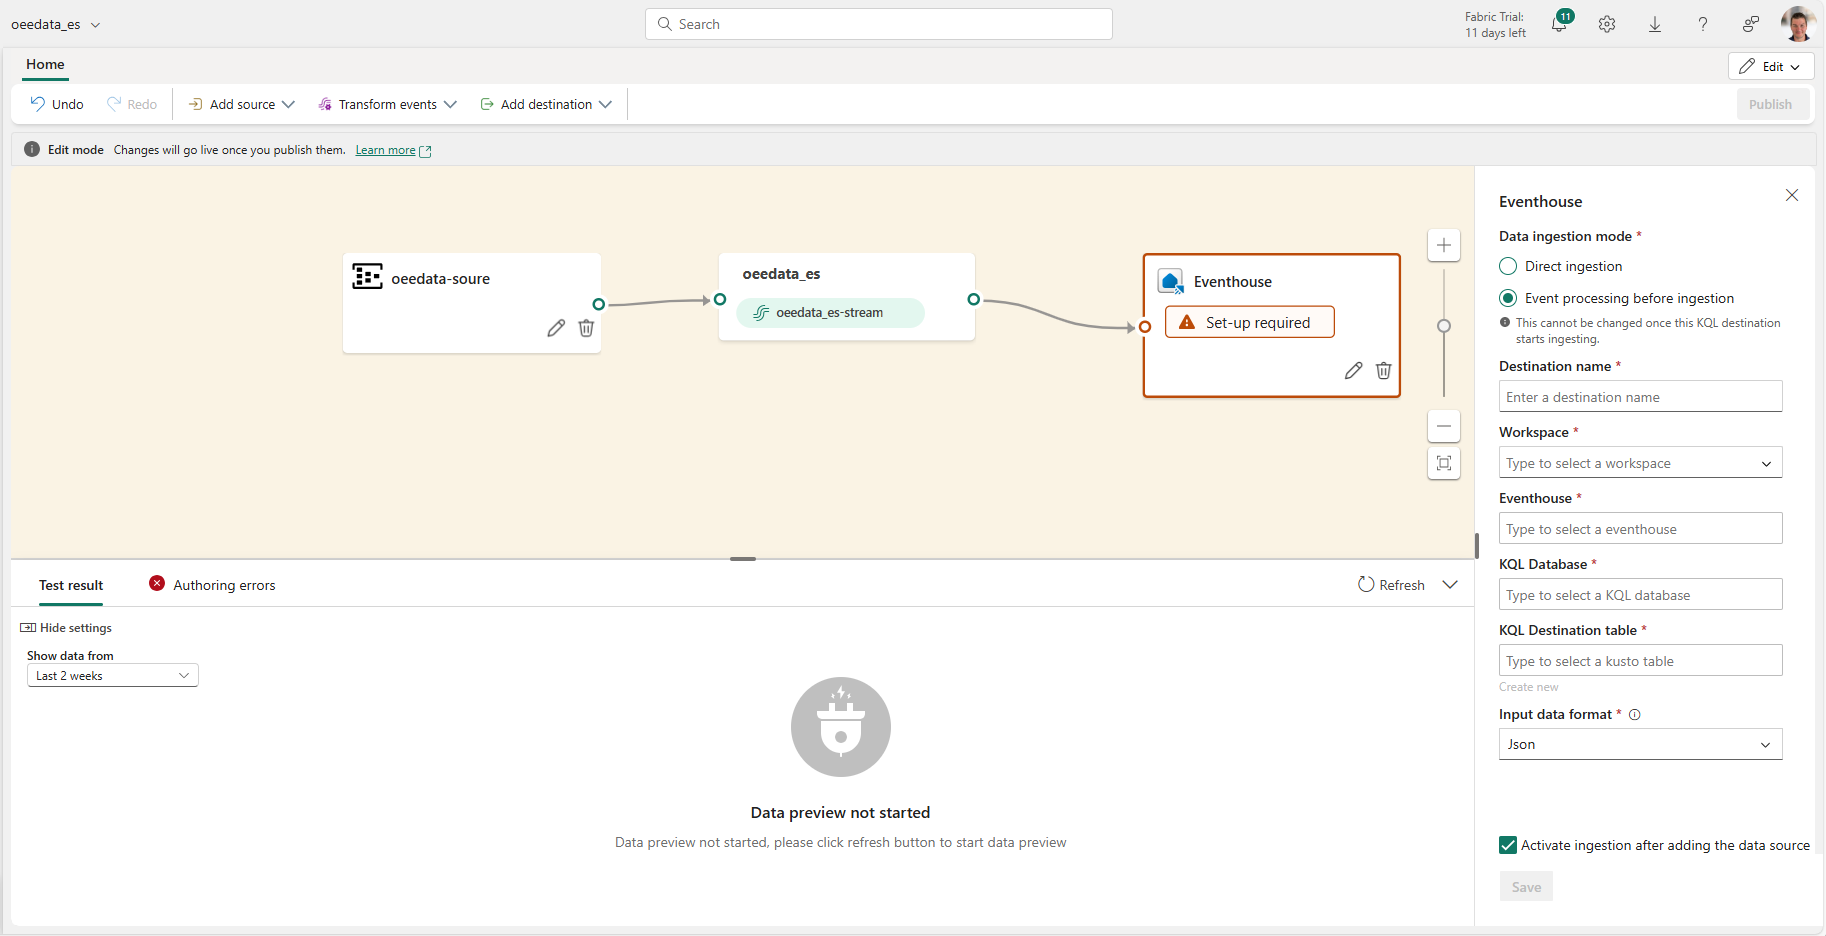 oeedata_es
Search
Fabric Trial:
11 days left
11
Home
Edit
Undo
Redo
Add source
Transform events
Add destination
Publish
Edit mode
Changes will go live once you publish them.
Learn more
oeedata-soure
oeedata_es
oeedata_es-stream
Eventhouse
Set-up required
Eventhouse
Data ingestion mode *
Direct ingestion
Event processing before ingestion
This cannot be changed once this KQL destination
starts ingesting.
Destination name *
Enter a destination name
Workspace *
Type to select a workspace
Eventhouse *
Type to select a eventhouse
KQL Database *
Type to select a KQL database
KQL Destination table *
Type to select a kusto table
Create new
Input data format *
Json
Activate ingestion after adding the data source
Save
Test result
Authoring errors
Refresh
Hide settings
Show data from
Last 2 weeks
Data preview not started
Data preview not started, please click refresh button to start data preview